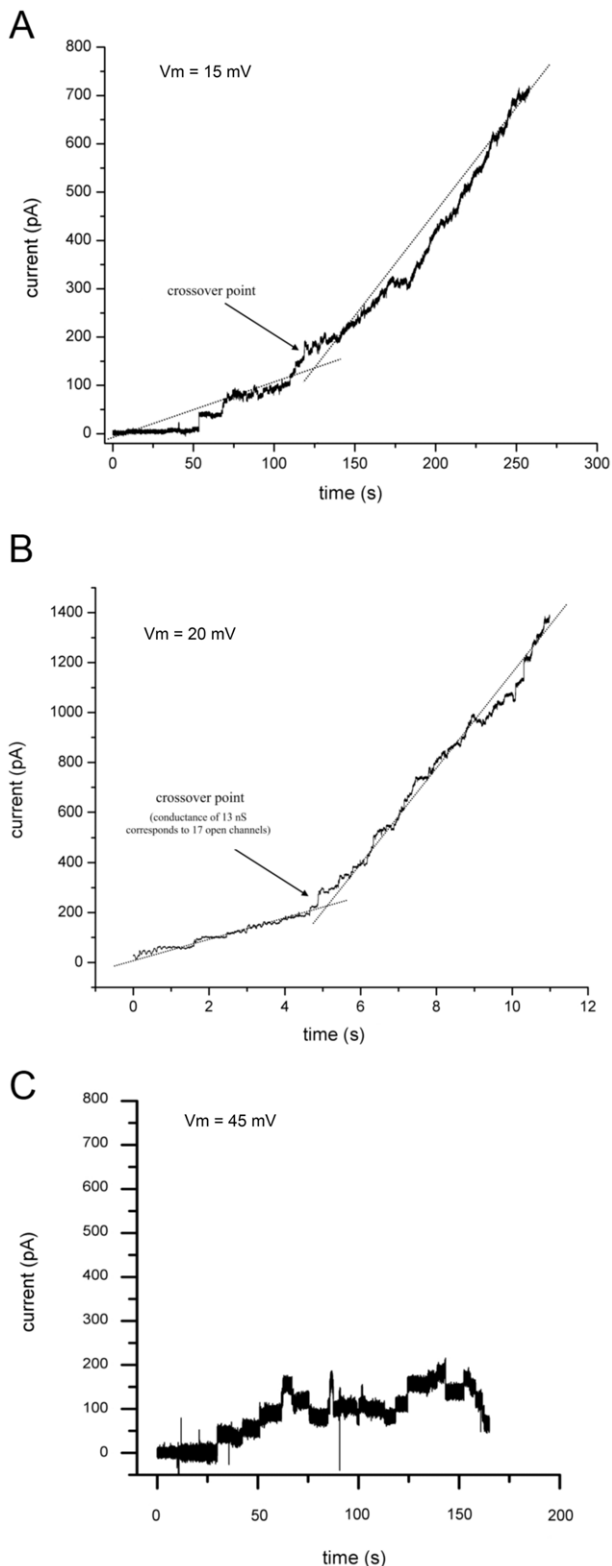 A
Vm = 15 mV
800
700
600
500
400
300
200
100
0
current (pA)
crossover point
0
50
100
150
200
250
300
time (s)
B
Vm = 20 mV
1400
1200
1000
800
600
400
200
0
current (pA)
crossover point
(conductance of 13 nS
corresponds to 17 open channels)
0
2
4
6
8
10
12
time (s)
C
Vm = 45 mV
800
700
600
500
400
300
200
100
0
current (pA)
0
50
100
150
200
time (s)